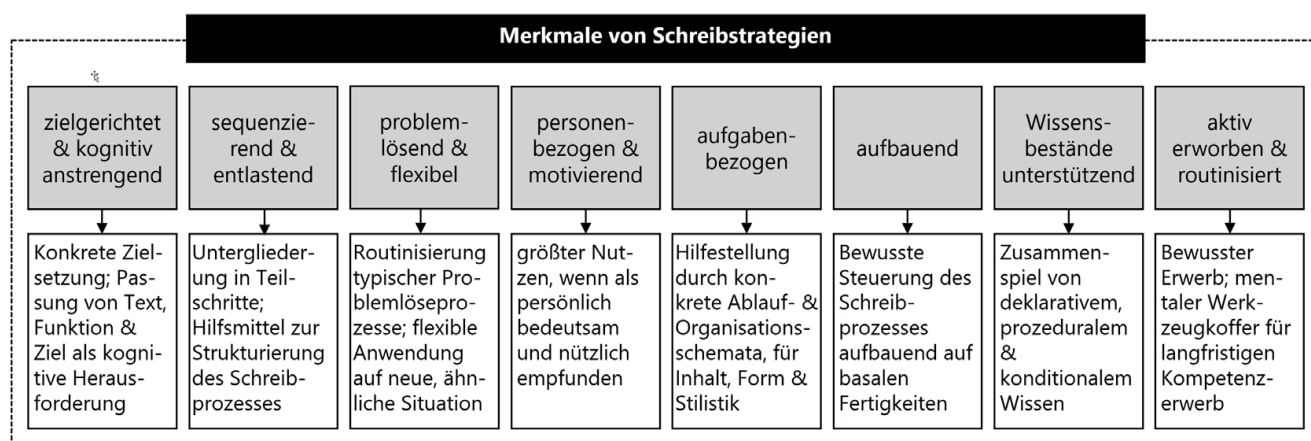 Merkmale von Schreibstrategien
zielgerichtet
& kognitiv
anstrengend
sequenzie-
rend &
entlastend
problem-
lösend &
flexibel
personen-
bezogen &
motivierend
aufgaben-
bezogen
aufbauend
Wissens-
bestände
unterstützend
aktiv
erworben &
routinisiert
Konkrete Ziel-
setzung; Pas-
sung von Text,
Funktion &
Ziel als kogni-
tive Heraus-
forderung
Untergliede-
rung in Teil-
schritte;
Hilfsmittel zur
Strukturierung
des Schreib-
prozesses
Routinisierung
typischer Pro-
blemlösepro-
zesse; flexible
Anwendung
auf neue, ähn-
liche Situation
größter Nut-
zen, wenn als
persönlich
bedeutsam
und nützlich
empfunden
Hilfestellung
durch kon-
krete Ablauf- &
Organisations-
schemata, für
Inhalt, Form &
Stilistik
Bewusste
Steuerung des
Schreib-
prozesses
aufbauend auf
basalen
Fertigkeiten
Zusammen-
spiel von
deklarativem,
prozeduralem
&
konditionalem
Wissen
Bewusster
Erwerb; men-
taler Werk-
zeugkoffer für
langfristigen
Kompetenz-
erwerb